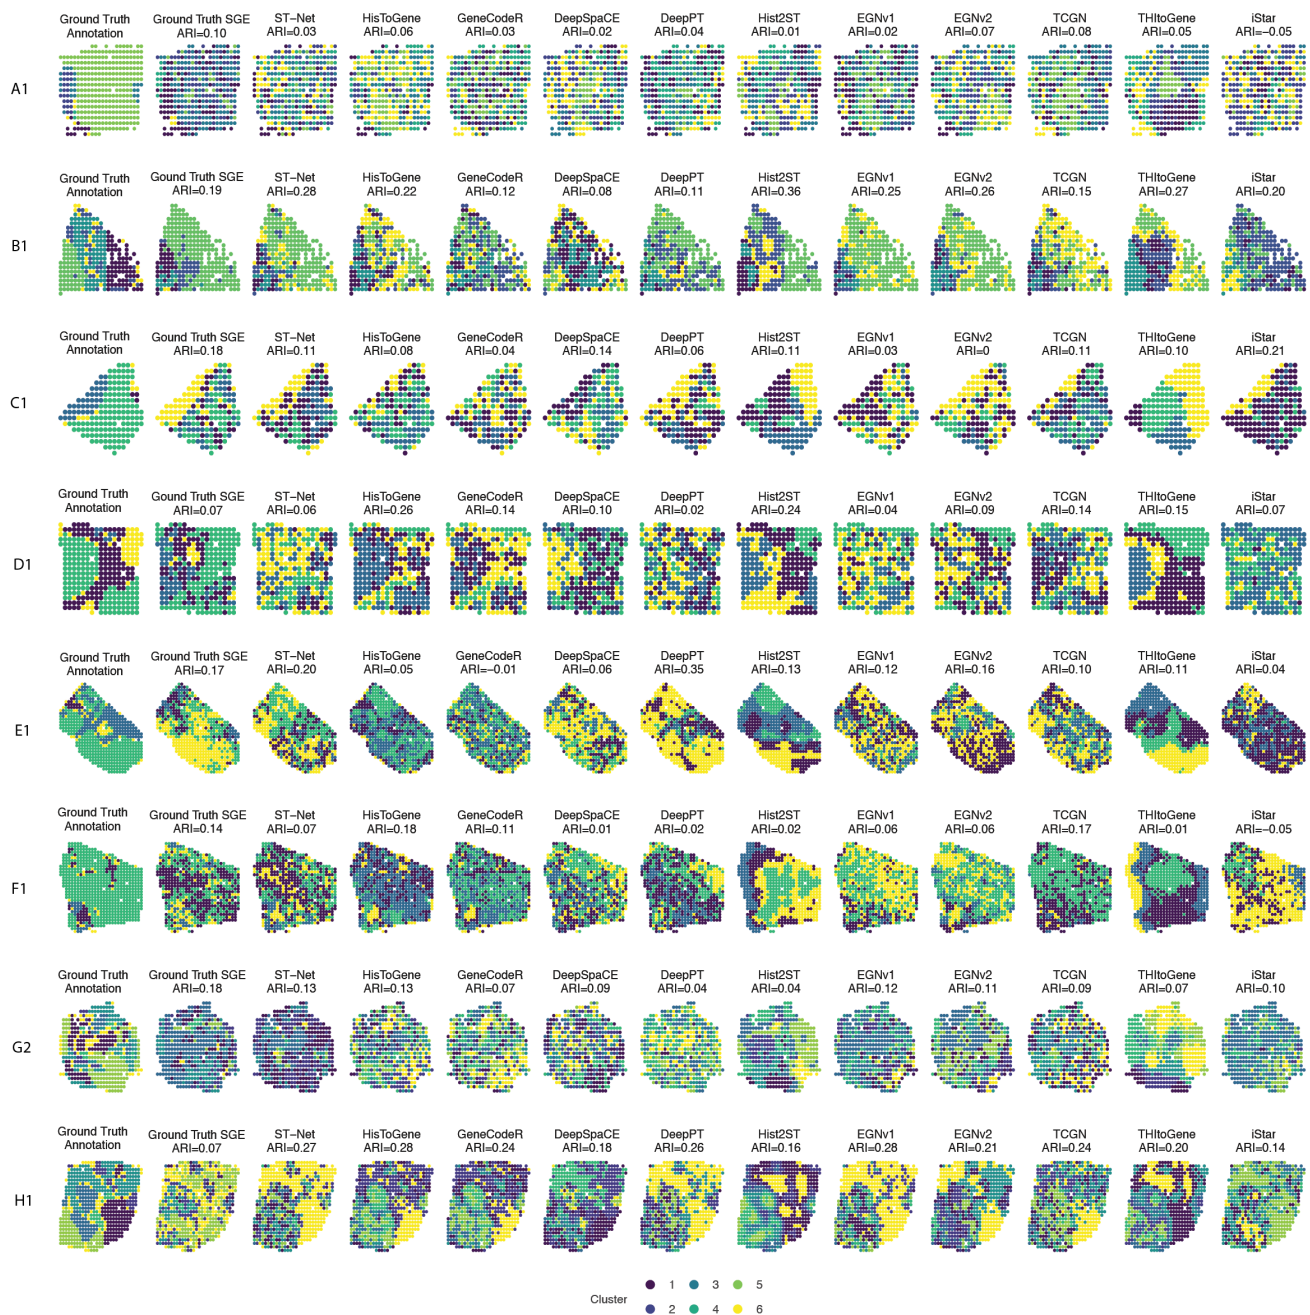 Ground Truth Annotation
Ground Truth SGE ARI=0.10
ST−Net ARI=0.03
HisToGene ARI=0.06
GeneCodeR ARI=0.03
DeepSpaCE ARI=0.02
DeepPT ARI=0.04
Hist2ST ARI=0.01
EGNv1 ARI=0.02
EGNv2 ARI=0.07
TCGN ARI=0.08
THItoGene ARI=0.05
iStar ARI=−0.05
A1
Ground Truth Annotation
Gound Truth SGE ARI=0.19
ST−Net ARI=0.28
HisToGene ARI=0.22
GeneCodeR ARI=0.12
DeepSpaCE ARI=0.08
DeepPT ARI=0.11
Hist2ST ARI=0.36
EGNv1 ARI=0.25
EGNv2 ARI=0.26
TCGN ARI=0.15
THItoGene ARI=0.27
iStar ARI=0.20
B1
Ground Truth Annotation
Gound Truth SGE ARI=0.18
ST−Net ARI=0.11
HisToGene ARI=0.08
GeneCodeR ARI=0.04
DeepSpaCE ARI=0.14
DeepPT ARI=0.06
Hist2ST ARI=0.11
EGNv1 ARI=0.03
EGNv2 ARI=0
TCGN ARI=0.11
THItoGene ARI=0.10
iStar ARI=0.21
C1
Ground Truth Annotation
Gound Truth SGE ARI=0.07
ST−Net ARI=0.06
HisToGene ARI=0.26
GeneCodeR ARI=0.14
DeepSpaCE ARI=0.10
DeepPT ARI=0.02
Hist2ST ARI=0.24
EGNv1 ARI=0.04
EGNv2 ARI=0.09
TCGN ARI=0.14
THItoGene ARI=0.15
iStar ARI=0.07
D1
Ground Truth Annotation
Ground Truth SGE ARI=0.17
ST−Net ARI=0.20
HisToGene ARI=0.05
GeneCodeR ARI=−0.01
DeepSpaCE ARI=0.06
DeepPT ARI=0.35
Hist2ST ARI=0.13
EGNv1 ARI=0.12
EGNv2 ARI=0.16
TCGN ARI=0.10
THItoGene ARI=0.11
iStar ARI=0.04
E1
Ground Truth Annotation
Ground Truth SGE ARI=0.14
ST−Net ARI=0.07
HisToGene ARI=0.18
GeneCodeR ARI=0.11
DeepSpaCE ARI=0.01
DeepPT ARI=0.02
Hist2ST ARI=0.02
EGNv1 ARI=0.06
EGNv2 ARI=0.06
TCGN ARI=0.17
THItoGene ARI=0.01
iStar ARI=−0.05
F1
Ground Truth Annotation
Ground Truth SGE ARI=0.18
ST−Net ARI=0.13
HisToGene ARI=0.13
GeneCodeR ARI=0.07
DeepSpaCE ARI=0.09
DeepPT ARI=0.04
Hist2ST ARI=0.04
EGNv1 ARI=0.12
EGNv2 ARI=0.11
TCGN ARI=0.09
THItoGene ARI=0.07
iStar ARI=0.10
G2
Ground Truth Annotation
Ground Truth SGE ARI=0.07
ST−Net ARI=0.27
HisToGene ARI=0.28
GeneCodeR ARI=0.24
DeepSpaCE ARI=0.18
DeepPT ARI=0.26
Hist2ST ARI=0.16
EGNv1 ARI=0.28
EGNv2 ARI=0.21
TCGN ARI=0.24
THItoGene ARI=0.20
iStar ARI=0.14
H1
Cluster
1 3 5
2 4 6